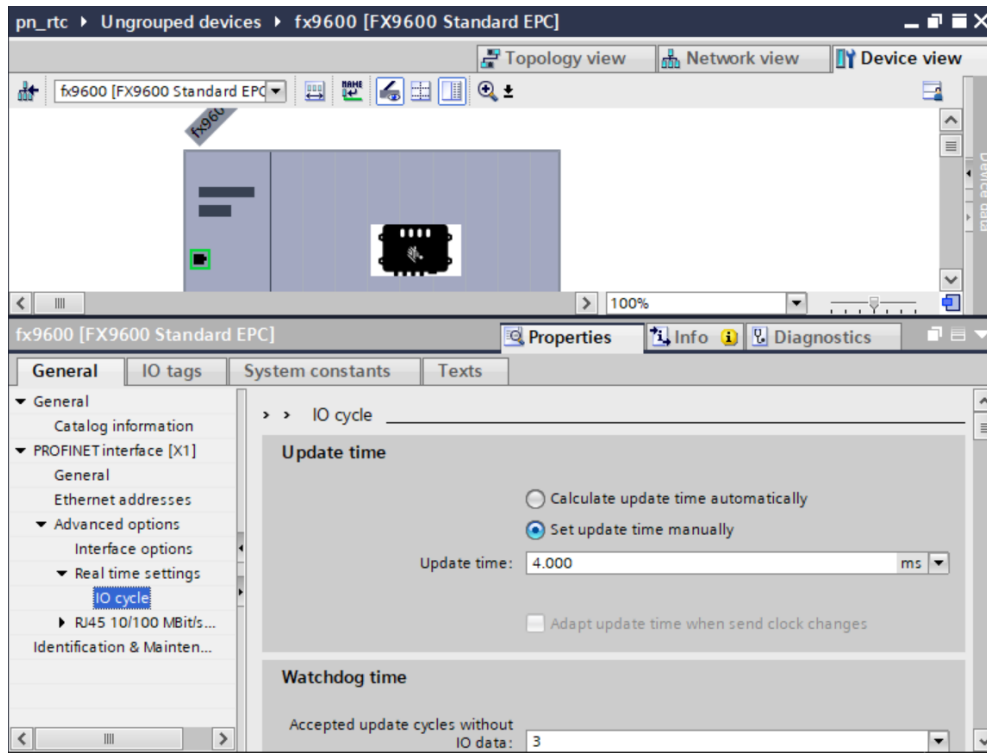 pn_rtc ▸ Ungrouped devices ▸ fx9600 [FX9600 Standard EPC]
Topology view
Network view
Device view
fx9600 [FX9600 Standard EPC
NAME
100%
Device data
fx9600 [FX9600 Standard EPC]
Properties
Info
Diagnostics
General
IO tags
System constants
Texts
General
Catalog information
PROFINET interface [X1]
General
Ethernet addresses
Advanced options
Interface options
Real time settings
IO cycle
RJ45 10/100 MBit/s...
Identification & Mainten...
> > IO cycle
Update time
Calculate update time automatically
Set update time manually
Update time: 4.000 ms
Adapt update time when send clock changes
Watchdog time
Accepted update cycles without
IO data: 3